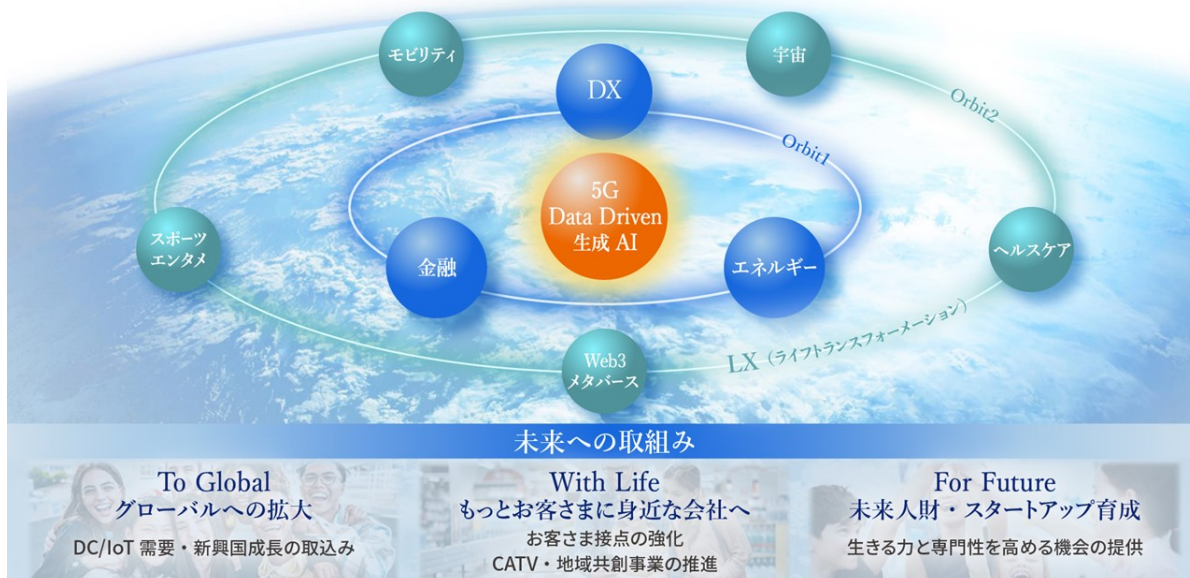 モビリティ
宇宙
DX
Orbit2
Orbit1
5G
Data Driven
生成 AI
スポーツ
エンタメ
金融
エネルギー
ヘルスケア
LX（ライフトランスフォーメーション）
Web3
メタバース
未来への取組み
To Global
グローバルへの拡大
DC/IoT 需要・新興国成長の取込み
With Life
もっとお客さまに身近な会社へ
お客さま接点の強化
CATV・地域共創事業の推進
For Future
未来人財・スタートアップ育成
生きる力と専門性を高める機会の提供